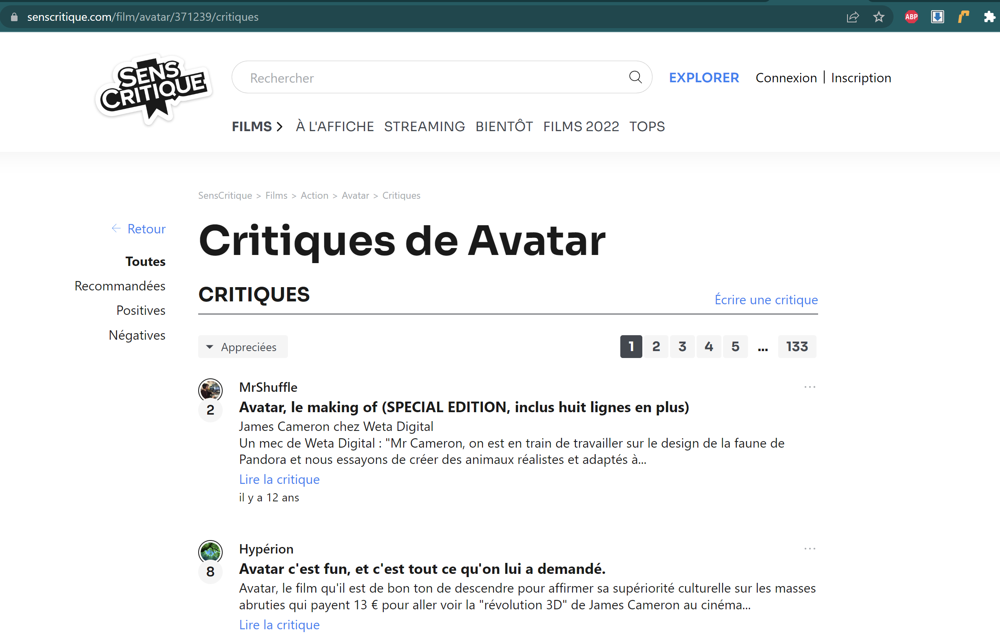 senscritique.com/film/avatar/371239/critiques
ABP
SENS
CRITIQUE
Rechercher
EXPLORER
Connexion | Inscription
FILMS > À L'AFFICHE STREAMING BIENTÔT FILMS 2022 TOPS
SensCritique > Films > Action > Avatar > Critiques
← Retour
Toutes
Recommandées
Positives
Négatives
Critiques de Avatar
CRITIQUES
Écrire une critique
Appreciées
1 2 3 4 5 ... 133
MrShuffle
2
Avatar, le making of (SPECIAL EDITION, inclus huit lignes en plus)
James Cameron chez Weta Digital
Un mec de Weta Digital : "Mr Cameron, on est en train de travailler sur le design de la faune de
Pandora et nous essayons de créer des animaux réalistes et adaptés à...
Lire la critique
il y a 12 ans
Hypérion
8
Avatar c'est fun, et c'est tout ce qu'on lui a demandé.
Avatar, le film qu'il est de bon ton de descendre pour affirmer sa supériorité culturelle sur les masses
abruties qui payent 13 € pour aller voir la "révolution 3D" de James Cameron au cinéma...
Lire la critique